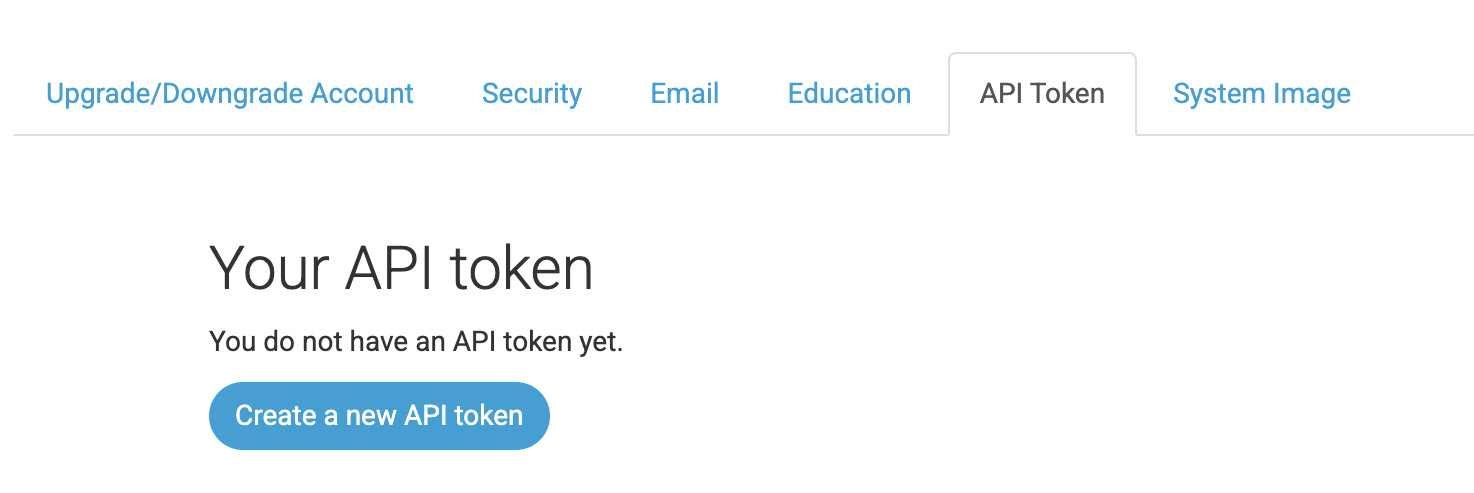 Upgrade/Downgrade Account Security Email Education API Token System Image
Your API token
You do not have an API token yet.
Create a new API token